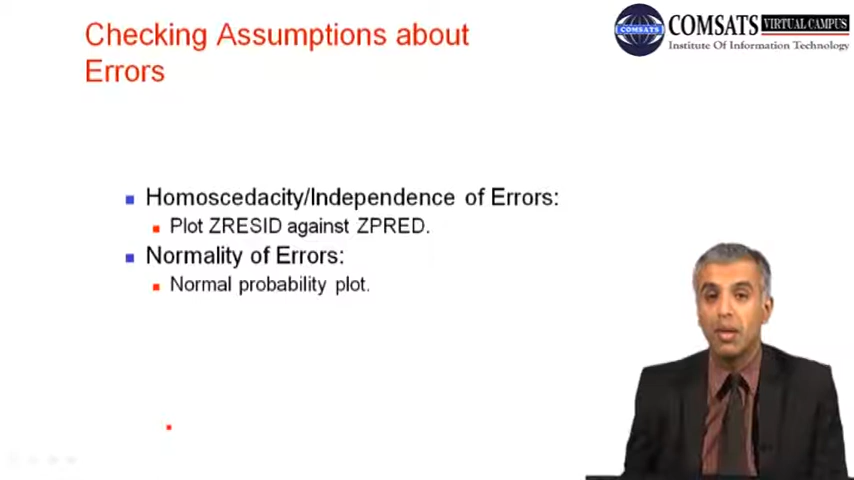 Checking Assumptions about
Errors
COMSATS
COMSATS VIRTUAL CAMPUS
Institute Of Information Technology
Homoscedacity/Independence of Errors:
Plot ZRESID against ZPRED.
Normality of Errors:
Normal probability plot.